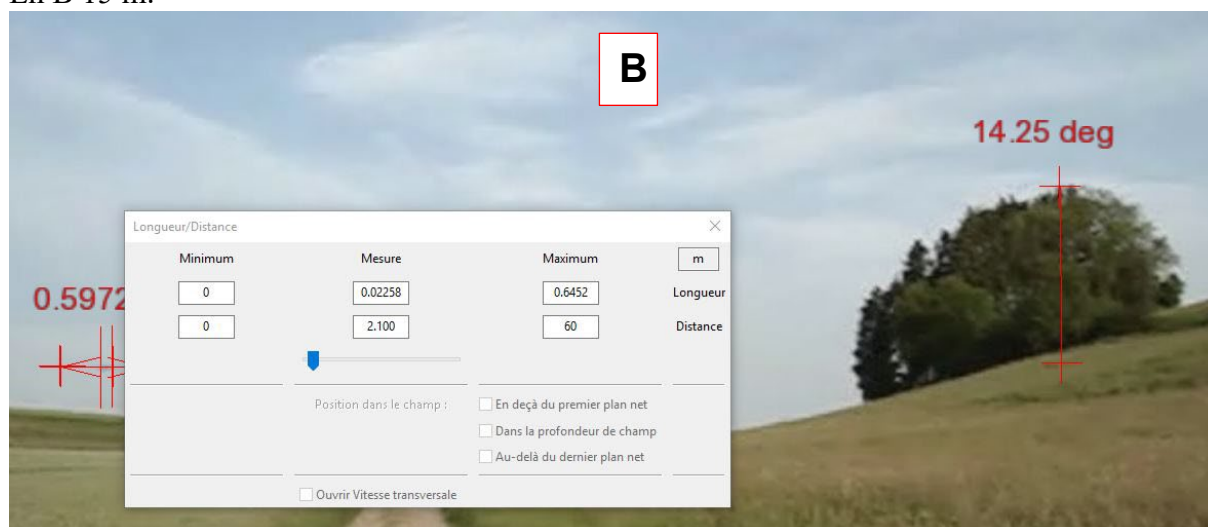 B
14.25 deg
Longueur/Distance
Minimum Mesure Maximum m
0.5972
0 0.02258 0.6452 Longueur
0 2.100 60 Distance
Position dans le champ : En deçà du premier plan net
Dans la profondeur de champ
Au-delà du dernier plan net
Ouvrir Vitesse transversale